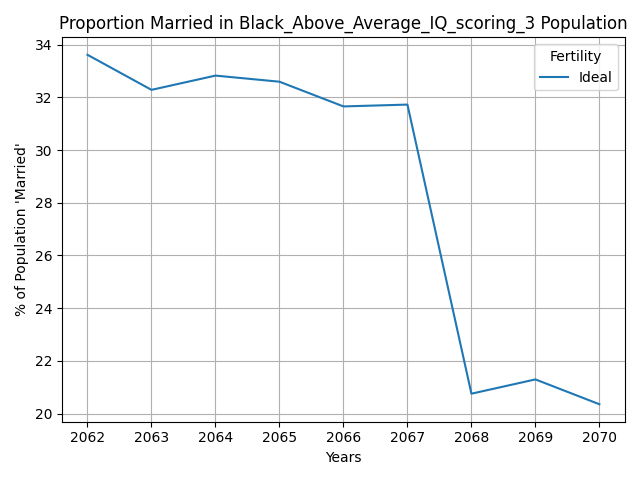 Proportion Married in Black_Above_Average_IQ_scoring_3 Population
Fertility
Ideal
% of Population 'Married'
34
32
30
28
26
24
22
20
2062 2063 2064 2065 2066 2067 2068 2069 2070
Years